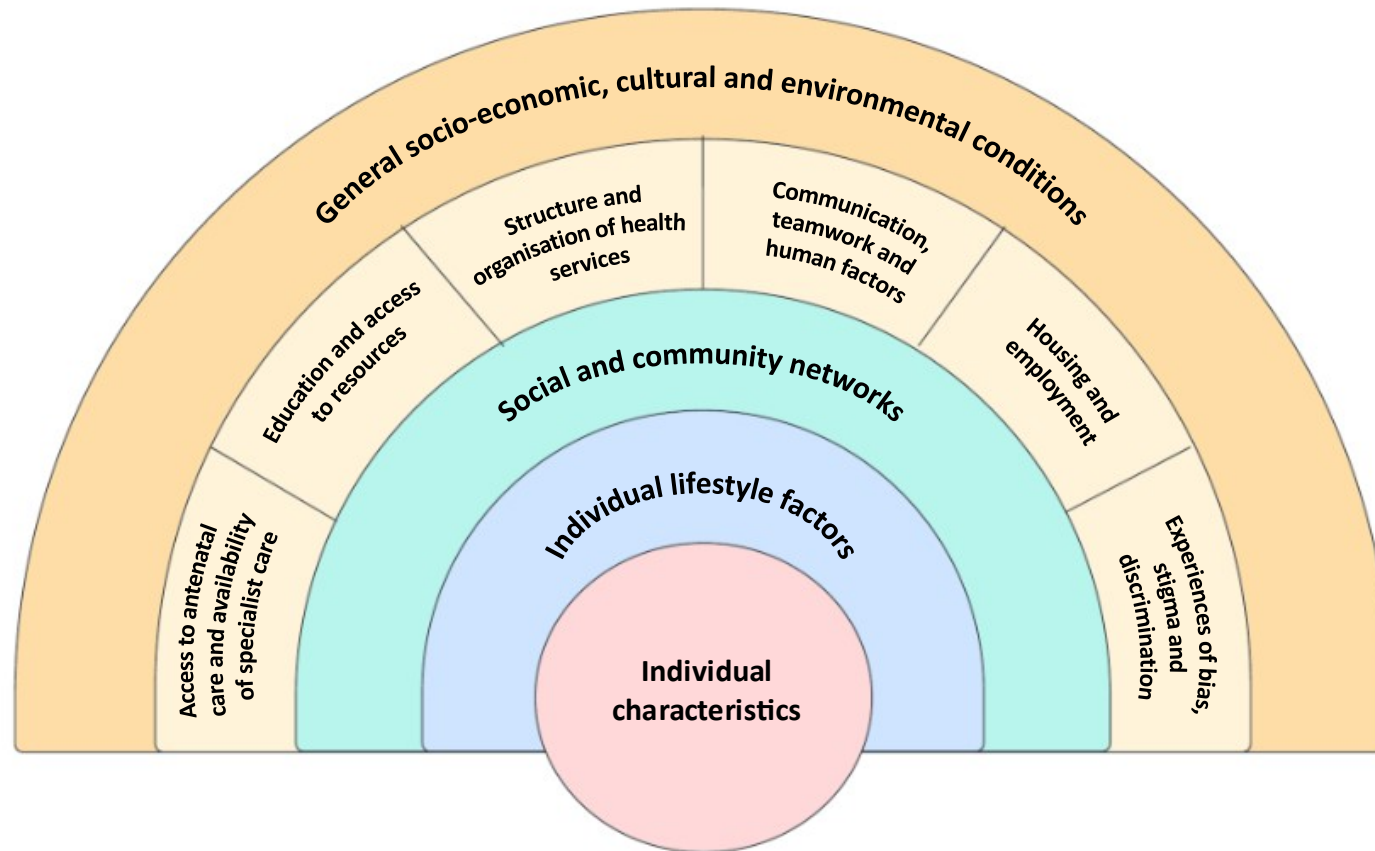 General socio-economic, cultural and environmental conditions
Access to antenatal
care and availability
of specialist care
Education and access
to resources
Structure and
organisation of health
services
Communication,
teamwork and
human factors
Housing and
employment
Experiences of bias,
stigma and
discrimination
Social and community networks
Individual lifestyle factors
Individual
characteristics